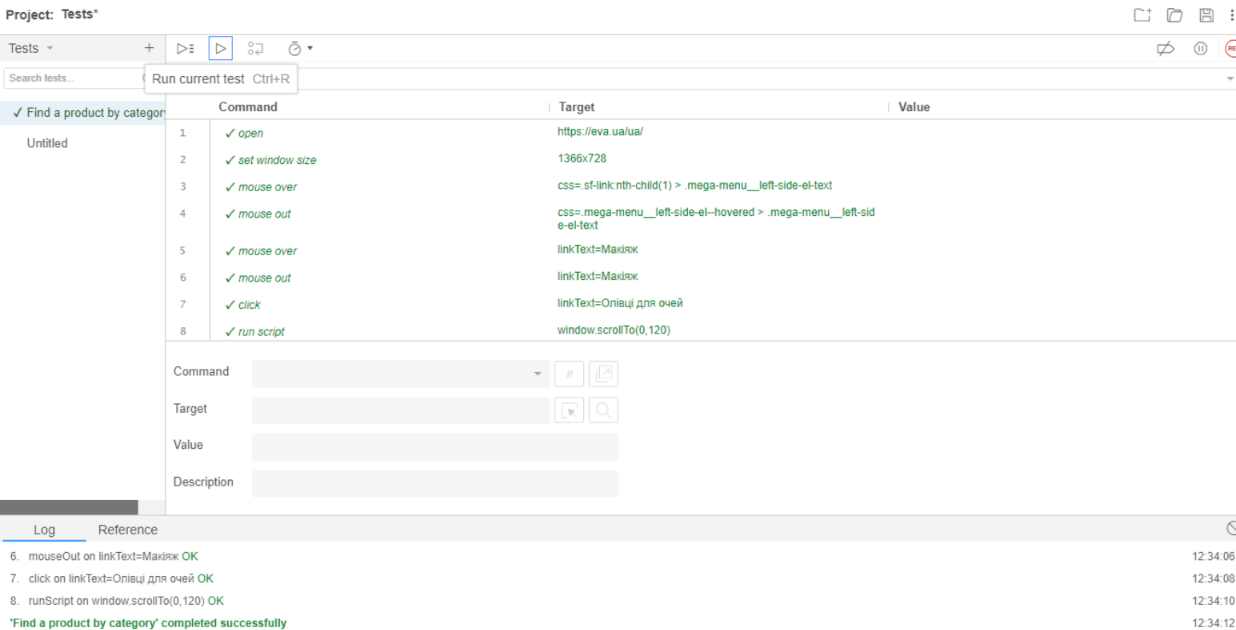 Project: Tests*
Tests
Search tests...
Run current test Ctrl+R
Command Target Value
✓ Find a product by category
Untitled
1 ✓ open https://eva.ua/ua/
2 ✓ set window size 1366x728
3 ✓ mouse over css=.sf-link:nth-child(1) > .mega-menu__left-side-el-text
4 ✓ mouse out css=.mega-menu__left-side-el--hovered > .mega-menu__left-sid
e-el-text
5 ✓ mouse over linkText=Макіяж
6 ✓ mouse out linkText=Макіяж
7 ✓ click linkText=Олівці для очей
8 ✓ run script window.scrollTo(0,120)
Command //
Target
Value
Description
Log Reference
6. mouseOut on linkText=Макіяж OK 12:34:06
7. click on linkText=Олівці для очей OK 12:34:08
8. runScript on window.scrollTo(0,120) OK 12:34:10
'Find a product by category' completed successfully 12:34:12